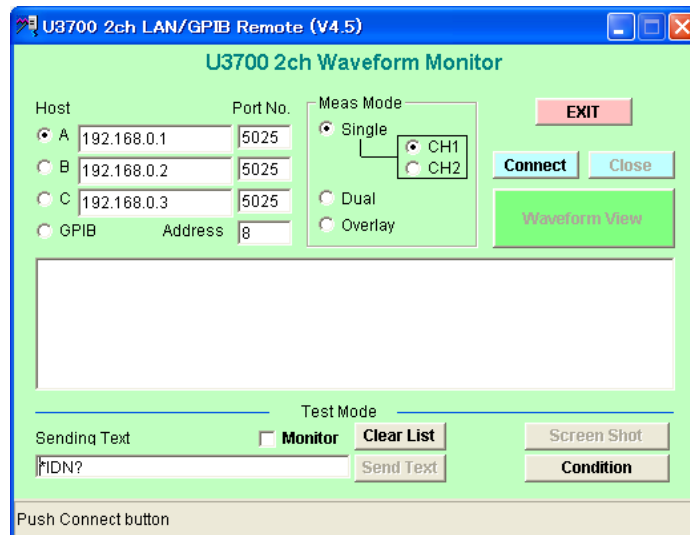 U3700 2ch LAN/GPIB Remote (V4.5)
U3700 2ch Waveform Monitor
Host Port No. Meas Mode
A 192.168.0.1 5025 Single CH1 EXIT
B 192.168.0.2 5025 CH2 Connect Close
C 192.168.0.3 5025 Dual Waveform View
GPIB Address 8 Overlay
Test Mode
Sending Text Monitor Clear List Screen Shot
*IDN? Send Text Condition
Push Connect button